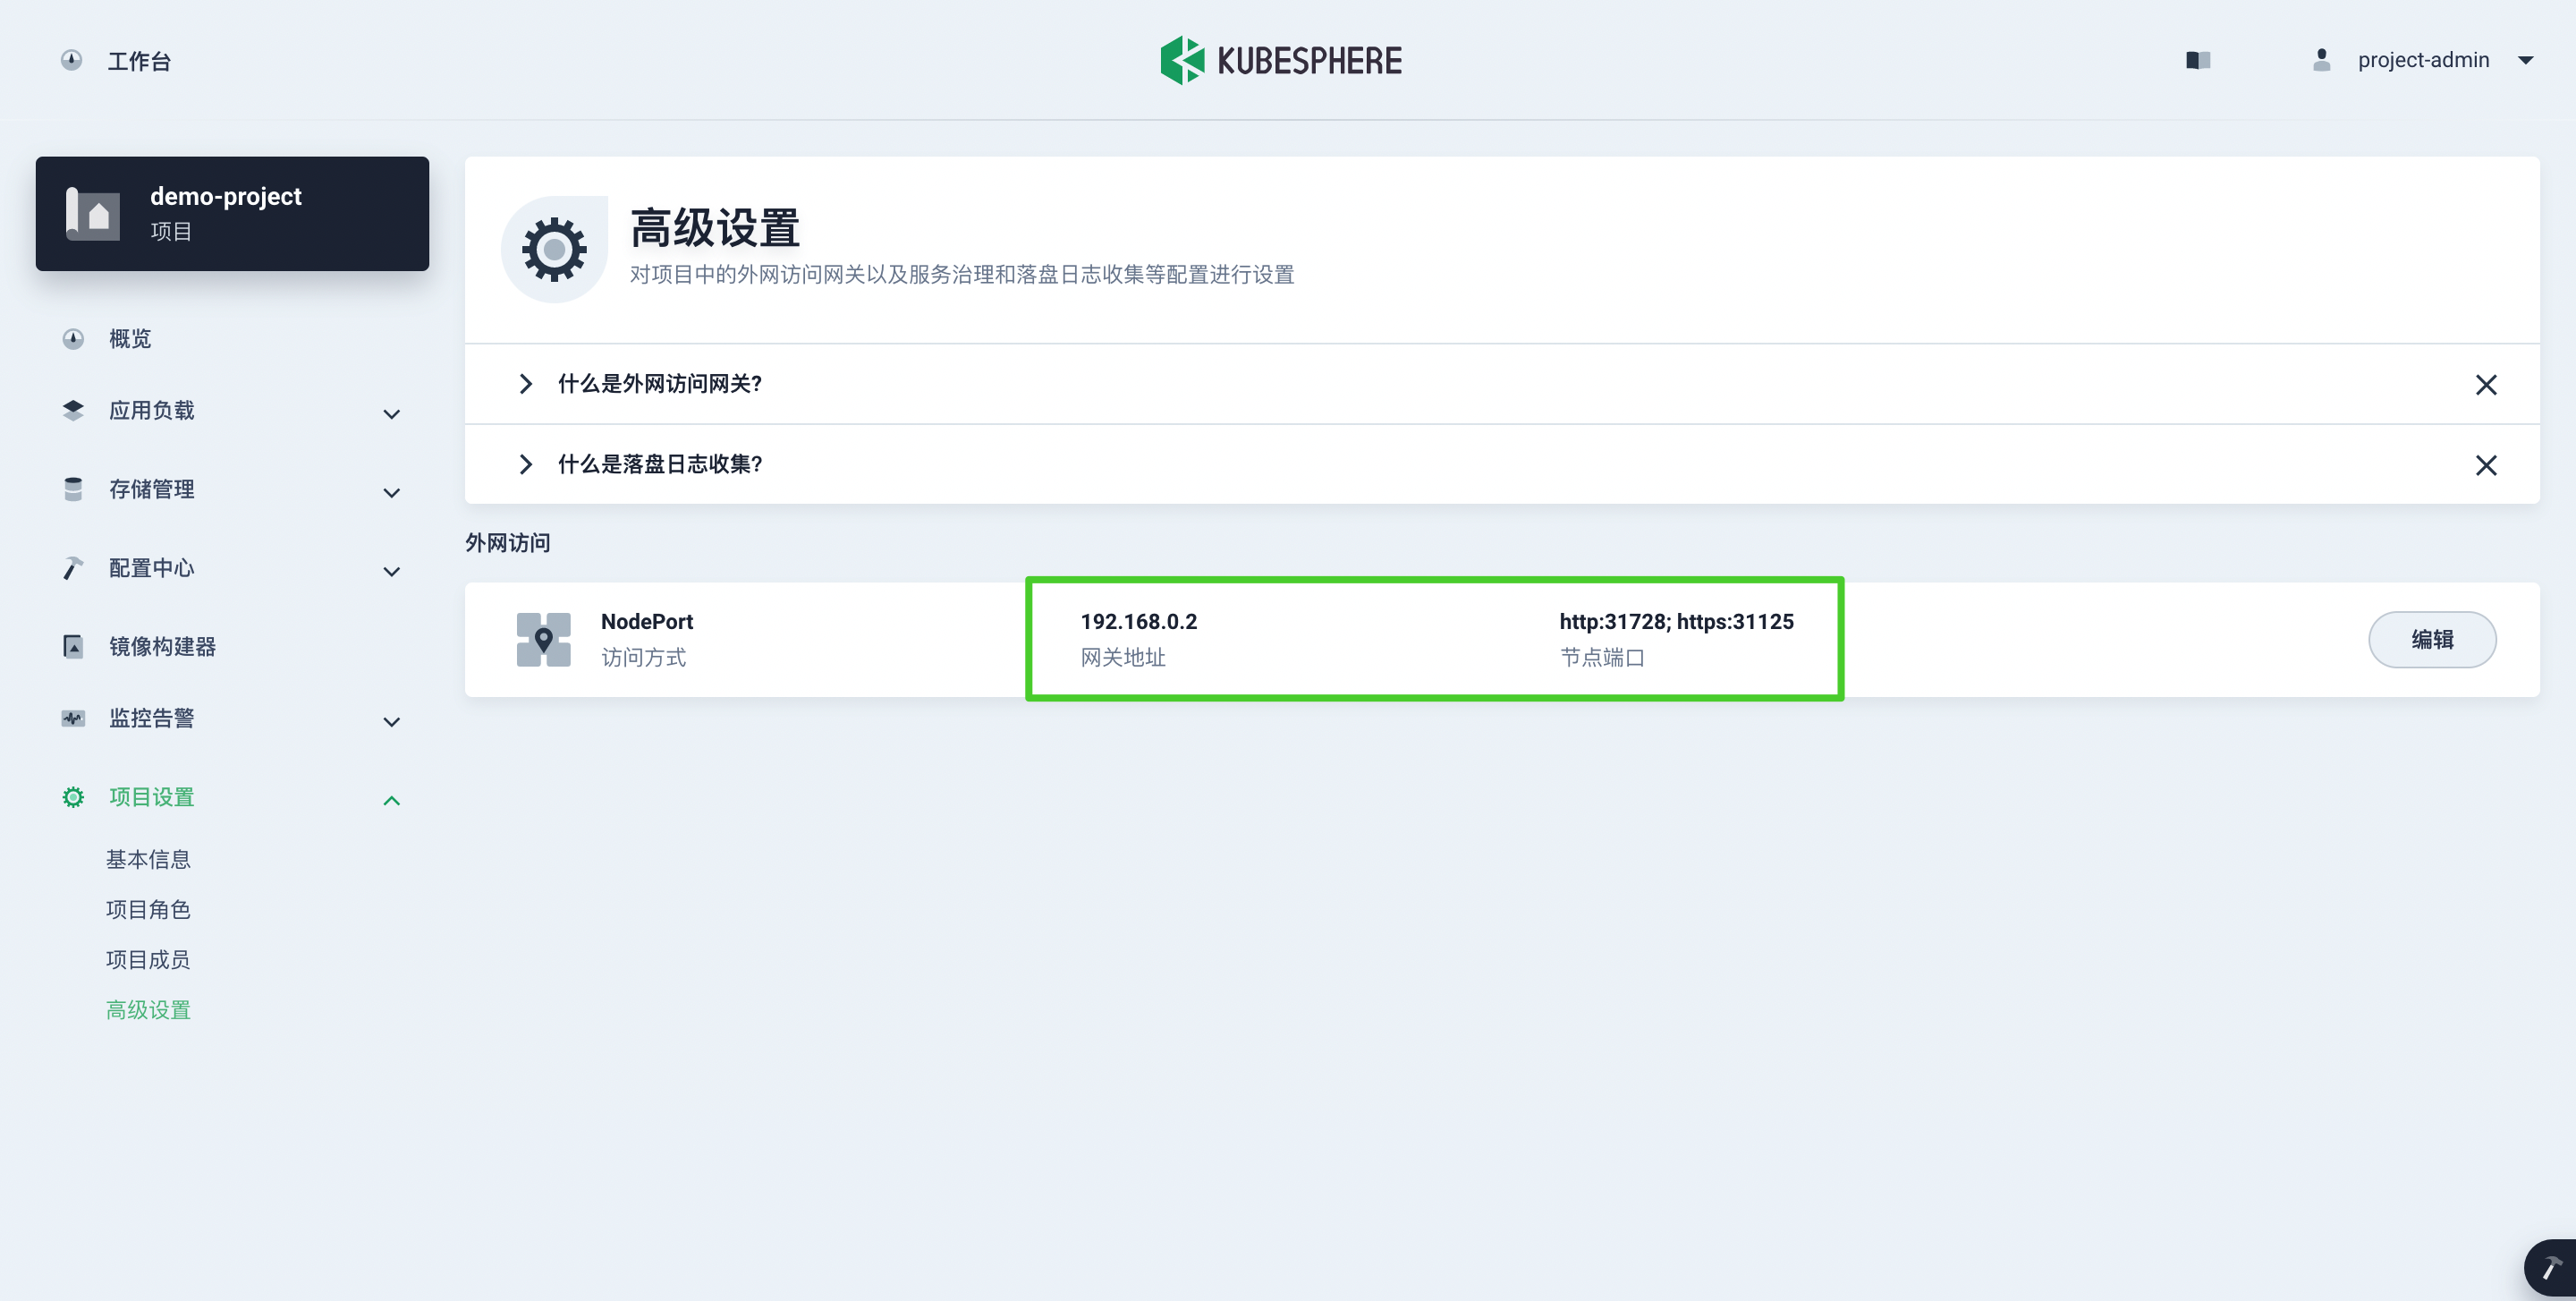 工作台
KUBESPHERE
project-admin
demo-project
项目
概览
应用负载
存储管理
配置中心
镜像构建器
监控告警
项目设置
基本信息
项目角色
项目成员
高级设置
高级设置
对项目中的外网访问网关以及服务治理和落盘日志收集等配置进行设置
什么是外网访问网关?
什么是落盘日志收集?
外网访问
NodePort
访问方式
192.168.0.2
网关地址
http:31728; https:31125
节点端口
编辑